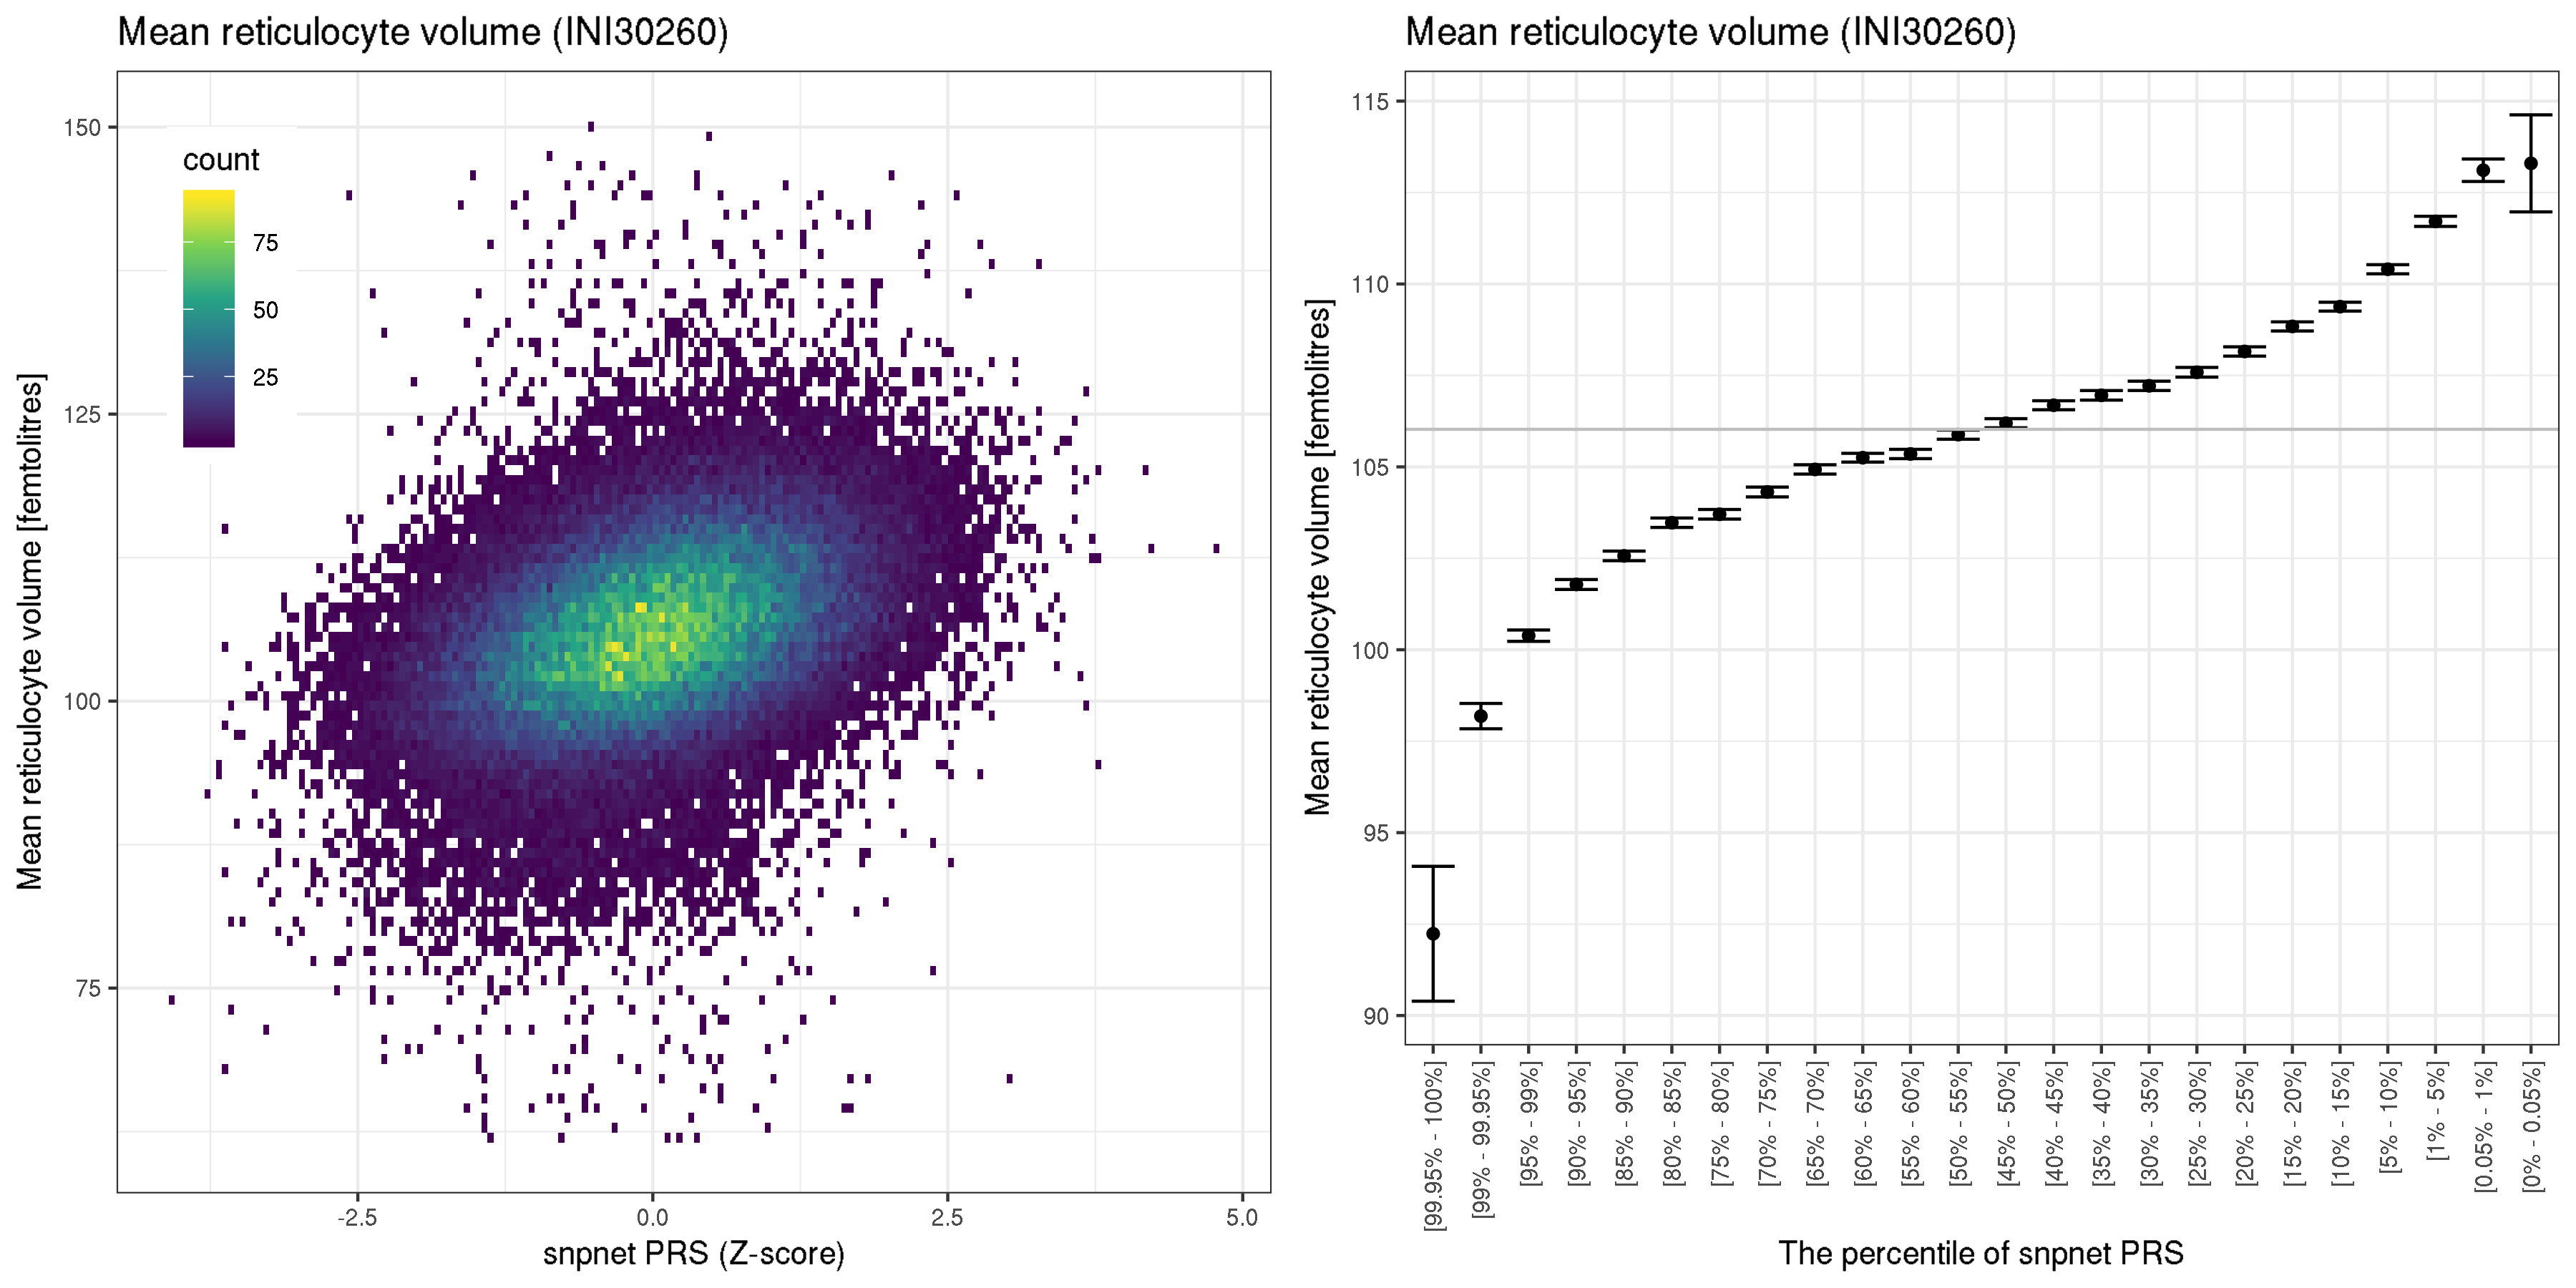 Mean reticulocyte volume (INI30260)
Mean reticulocyte volume [femtolitres]
150
125
100
75
count
75
50
25
-2.5
0.0
2.5
5.0
snpnet PRS (Z-score)
Mean reticulocyte volume (INI30260)
Mean reticulocyte volume [femtolitres]
115
110
105
100
95
90
[99.95% - 100%]
[99% - 99.95%]
[95% - 99%]
[90% - 95%]
[85% - 90%]
[80% - 85%]
[75% - 80%]
[70% - 75%]
[65% - 70%]
[60% - 65%]
[55% - 60%]
[50% - 55%]
[45% - 50%]
[40% - 45%]
[35% - 40%]
[30% - 35%]
[25% - 30%]
[20% - 25%]
[15% - 20%]
[10% - 15%]
[5% - 10%]
[1% - 5%]
[0.05% - 1%]
[0% - 0.05%]
The percentile of snpnet PRS